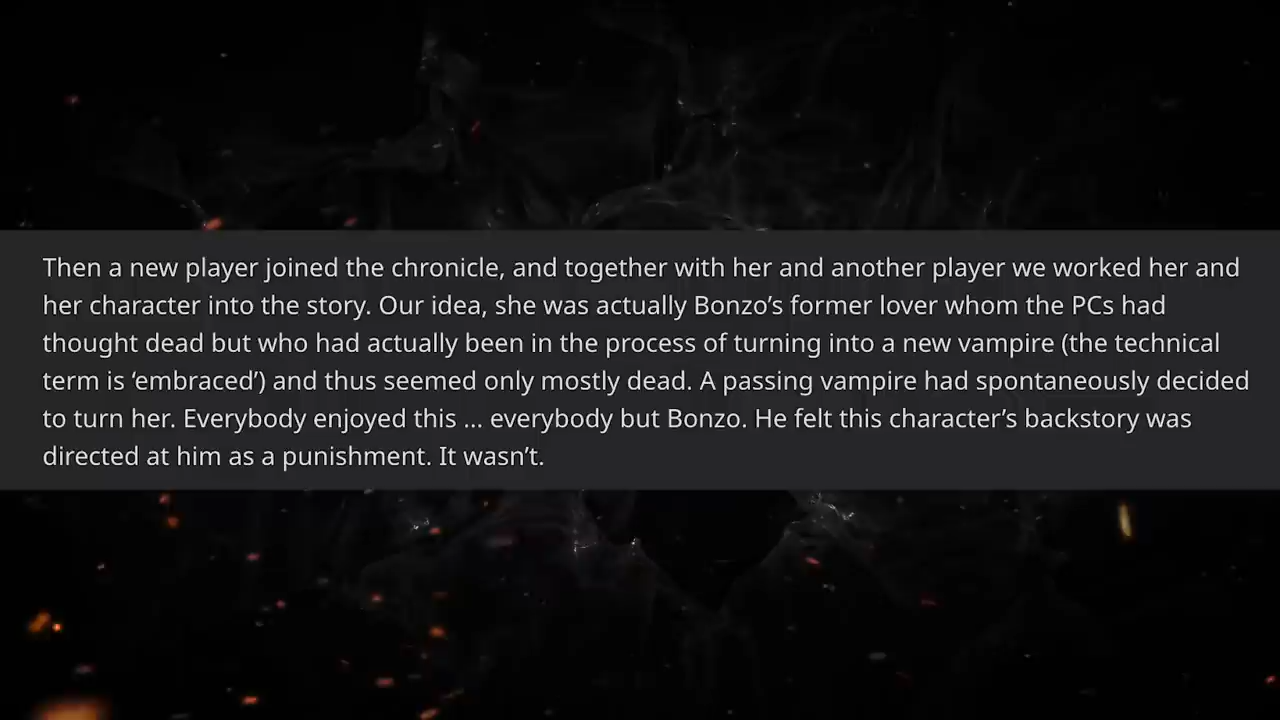 Then a new player joined the chronicle, and together with her and another player we worked her and
her character into the story. Our idea, she was actually Bonzo’s former lover whom the PCs had
thought dead but who had actually been in the process of turning into a new vampire (the technical
term is ‘embraced’) and thus seemed only mostly dead. A passing vampire had spontaneously decided
to turn her. Everybody enjoyed this ... everybody but Bonzo. He felt this character’s backstory was
directed at him as a punishment. It wasn’t.